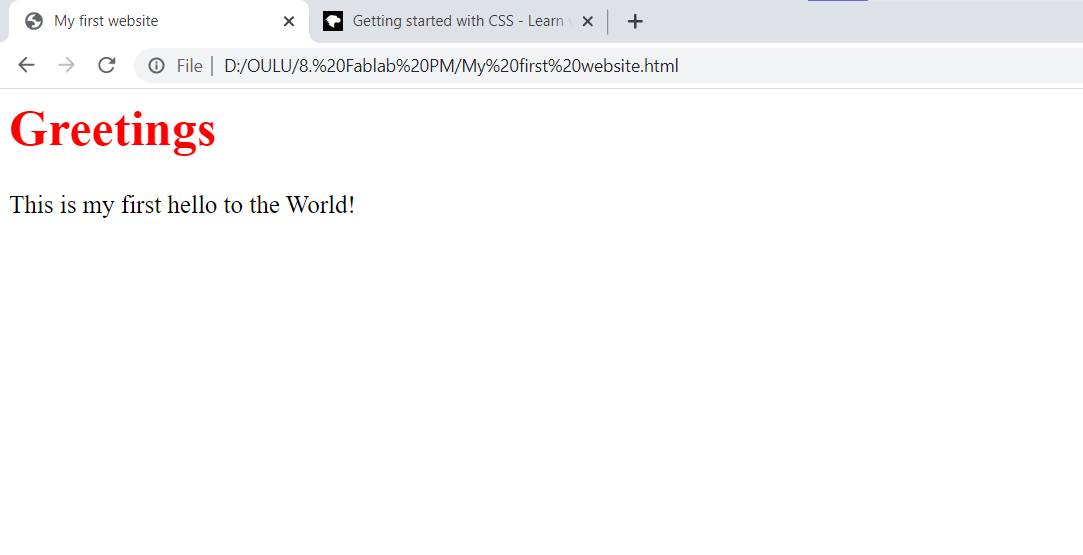 My first website
Getting started with CSS - Learn
File | D:/OULU/8.%20Fablab%20PM/My%20first%20website.html
Greetings
This is my first hello to the World!